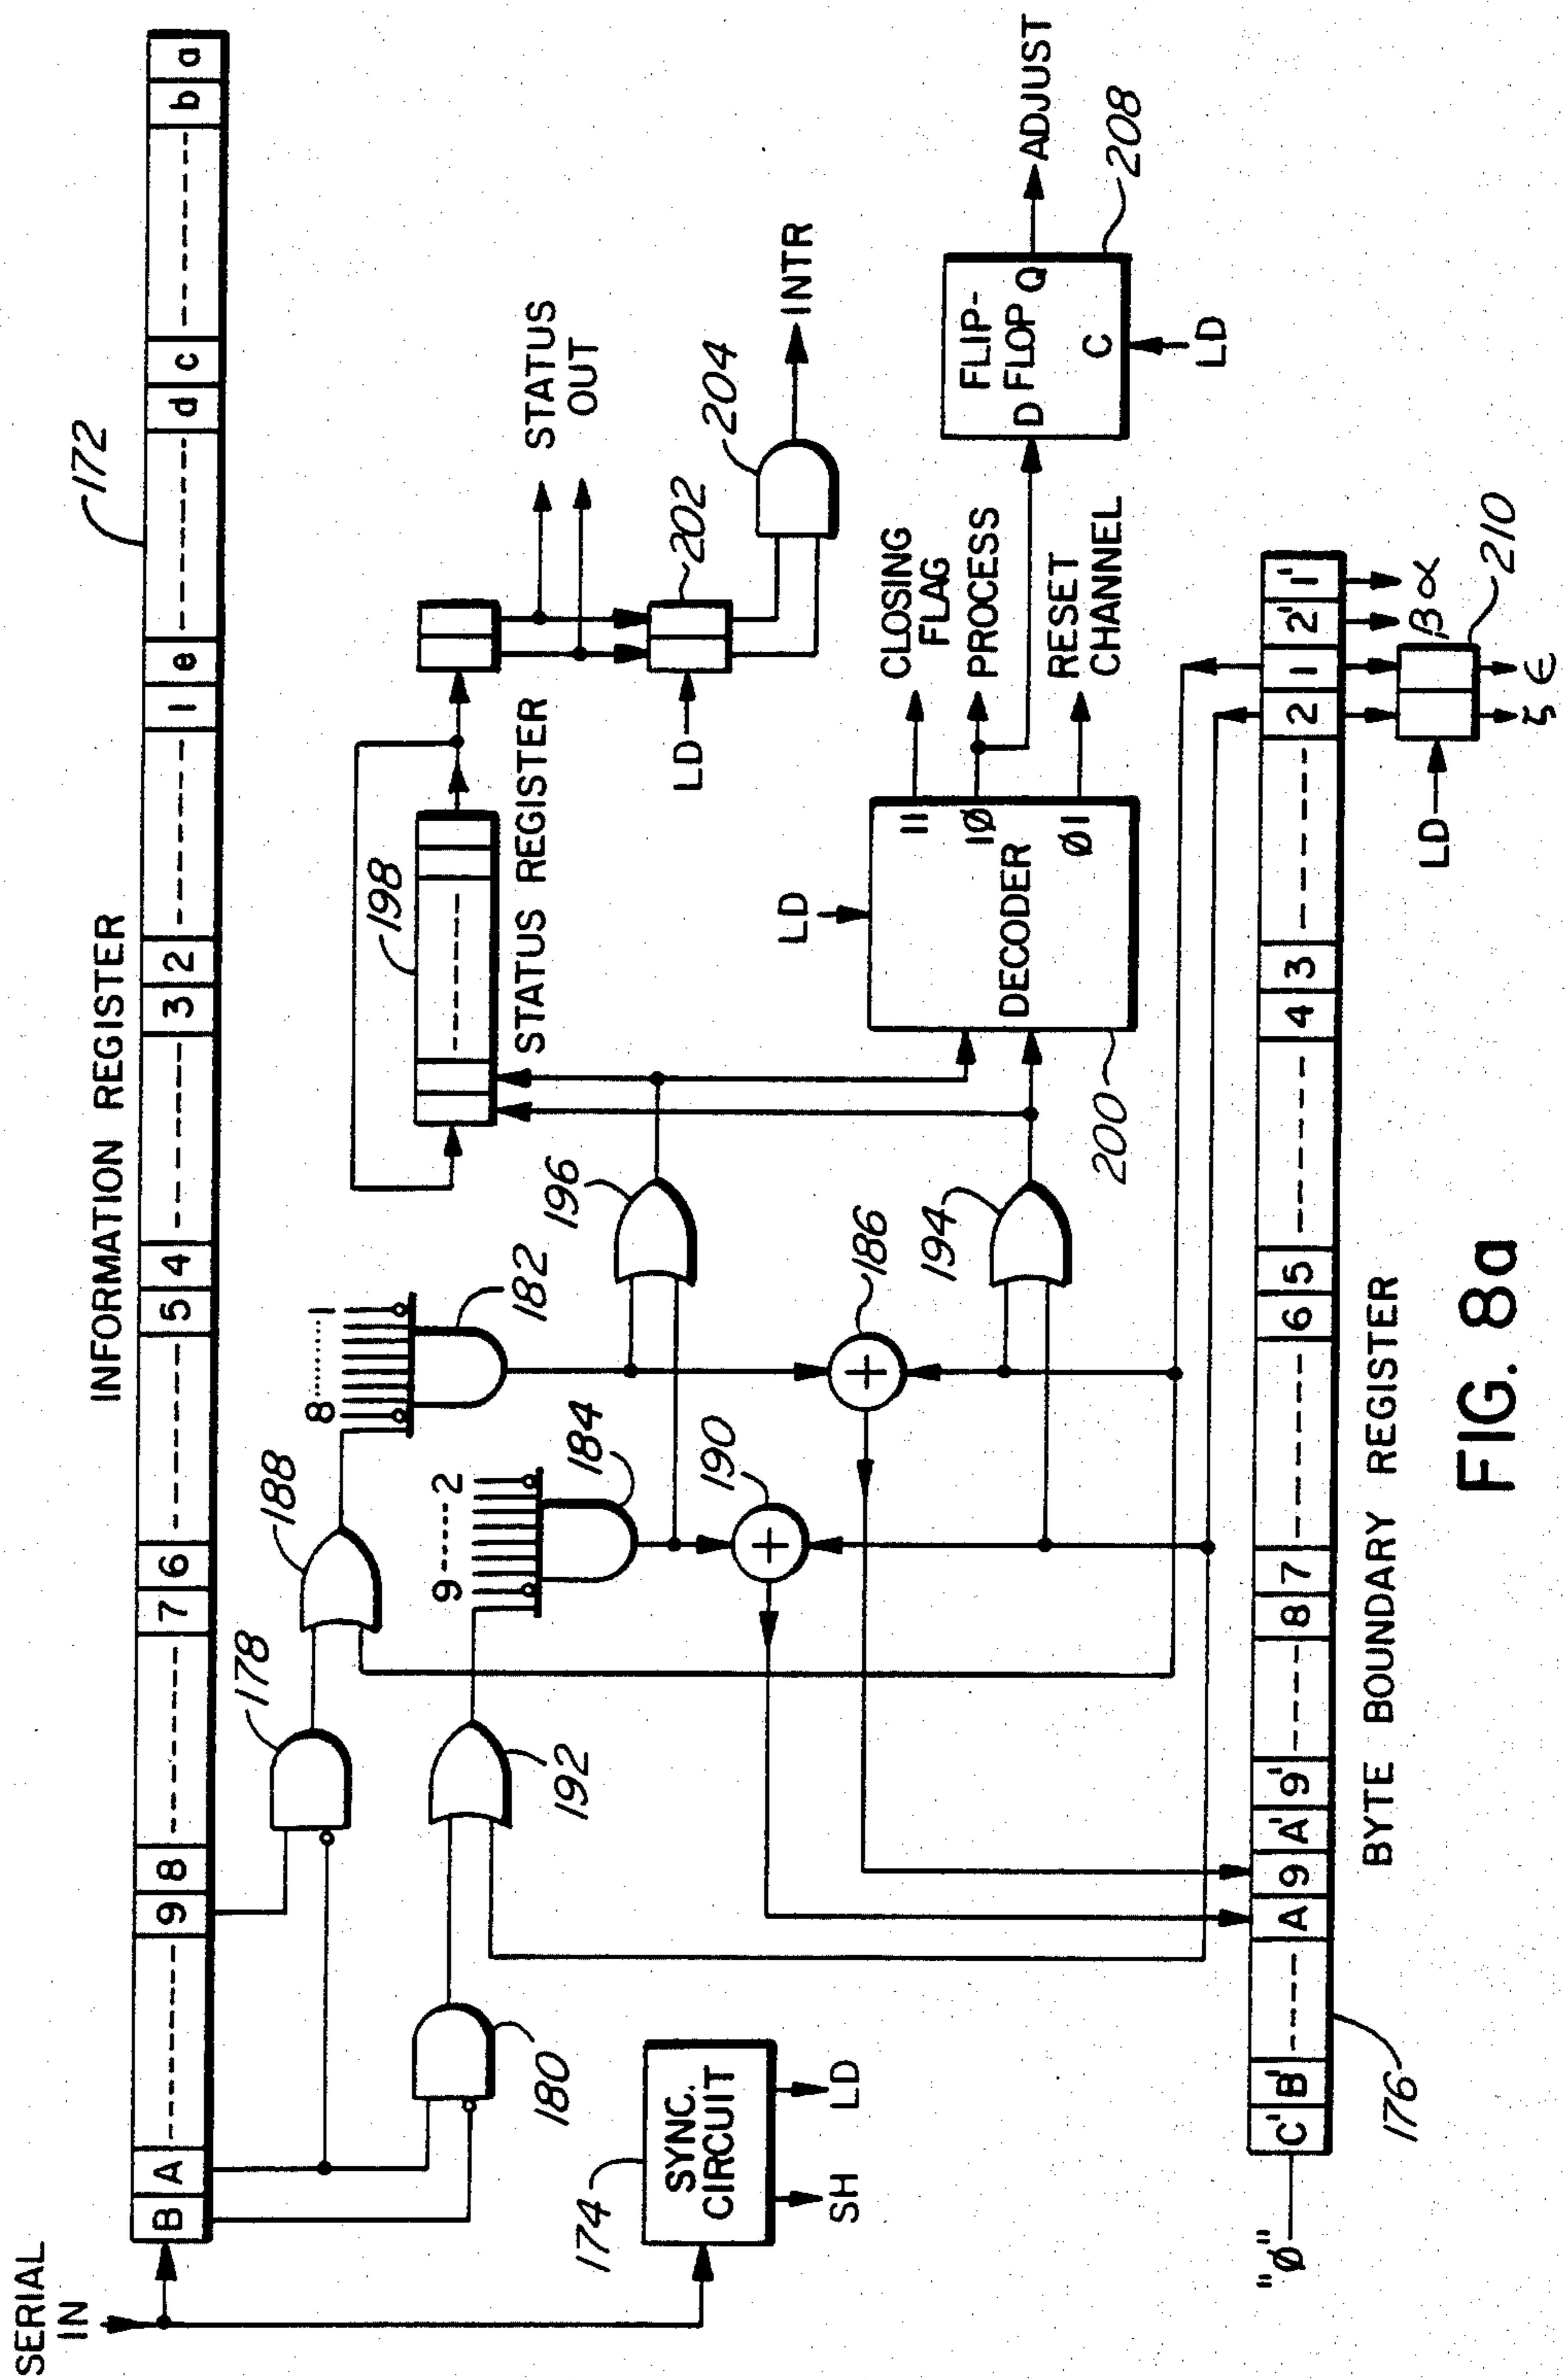 SERIAL
IN
INFORMATION REGISTER
172
B A 9 8 7 6 5 4 3 2 1 e d c b a
178
188
8 1
182
180
192
9 2
184
190
186
196
194
198
STATUS REGISTER
STATUS
OUT
LD
202
204
INTR
174
SYNC.
CIRCUIT
SH
LD
LD
DECODER
11
1Ø
Ø1
200
CLOSING
FLAG
PROCESS
RESET
CHANNEL
FLIP-
FLOP
D
Q
C
LD
208
ADJUST
"Ø"
C' B' A 9 A' 9' 8 7 6 5 4 3 2 1 2' 1'
176
BYTE BOUNDARY REGISTER
β α
LD
210
ζ ϵ
FIG. 8a